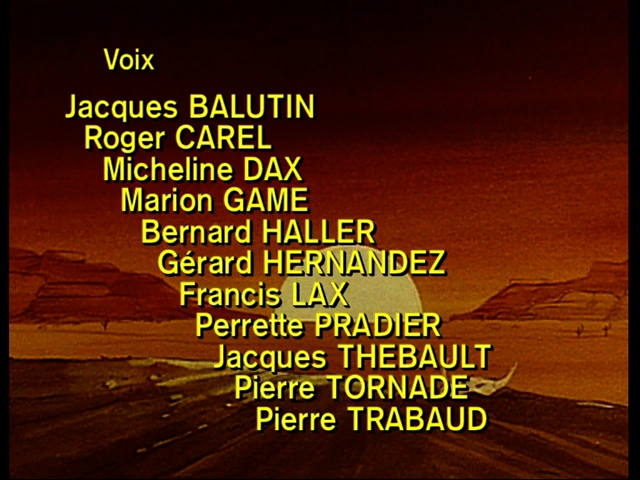 Voix
Jacques BALUTIN
Roger CAREL
Micheline DAX
Marion GAME
Bernard HALLER
Gérard HERNANDEZ
Francis LAX
Perrette PRADIER
Jacques THEBAULT
Pierre TORNADE
Pierre TRABAUD